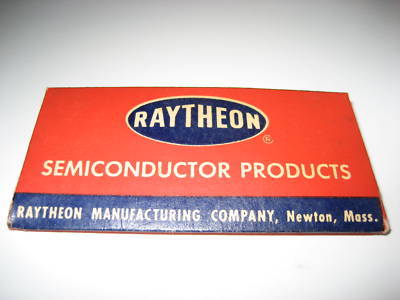 RAYTHEON
®
SEMICONDUCTOR PRODUCTS
RAYTHEON MANUFACTURING COMPANY, Newton, Mass.